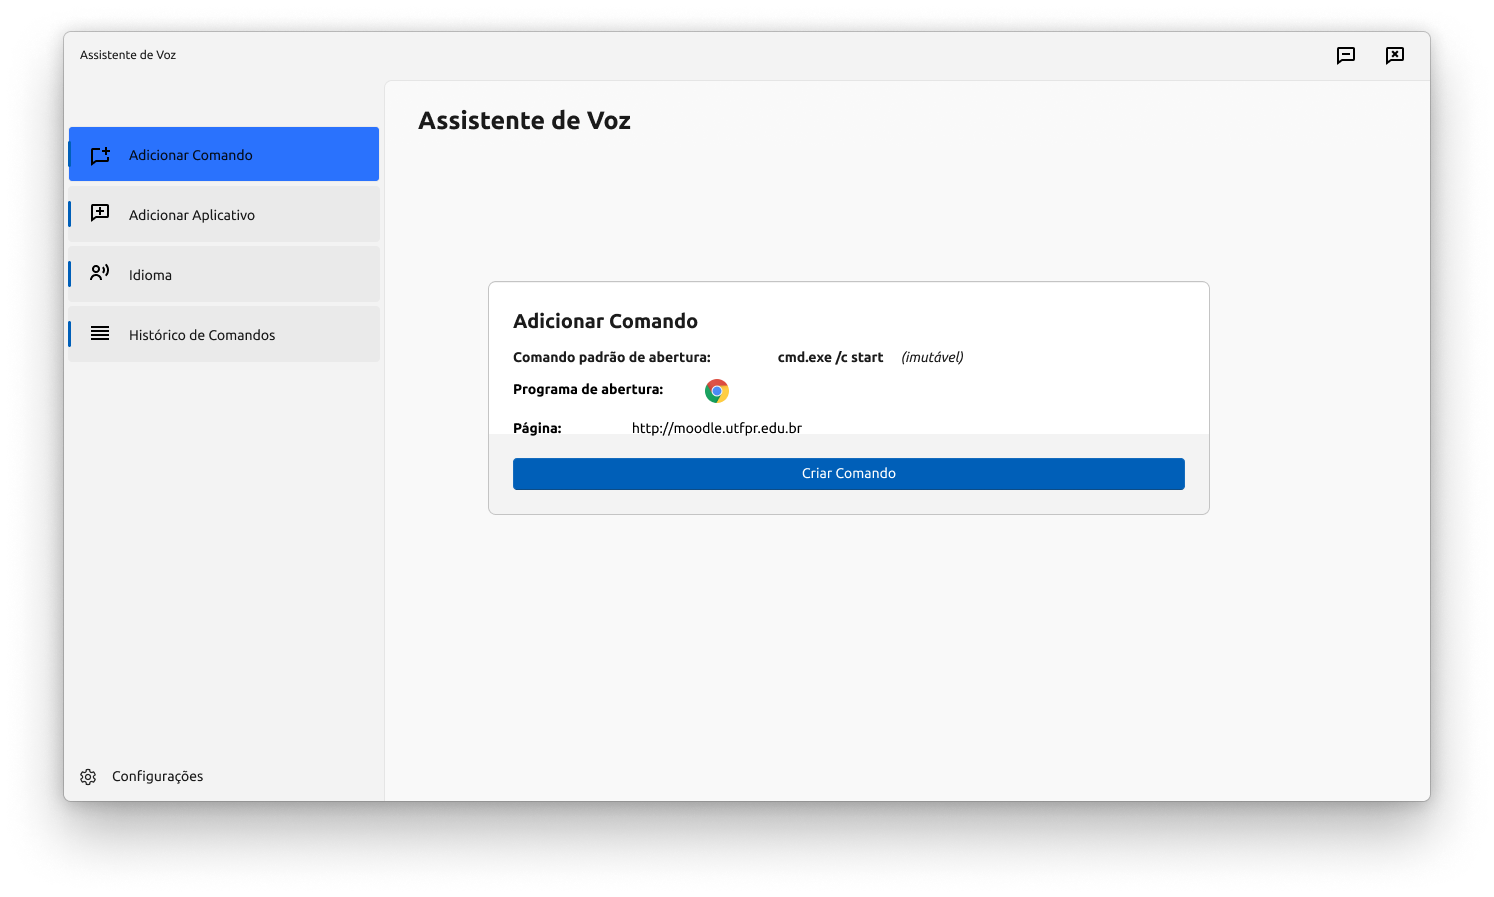 Assistente de Voz
Adicionar Comando
Adicionar Aplicativo
Idioma
Histórico de Comandos
Configurações
Assistente de Voz
Adicionar Comando
Comando padrão de abertura: cmd.exe /c start (imutável)
Programa de abertura:
Página: http://moodle.utfpr.edu.br
Criar Comando